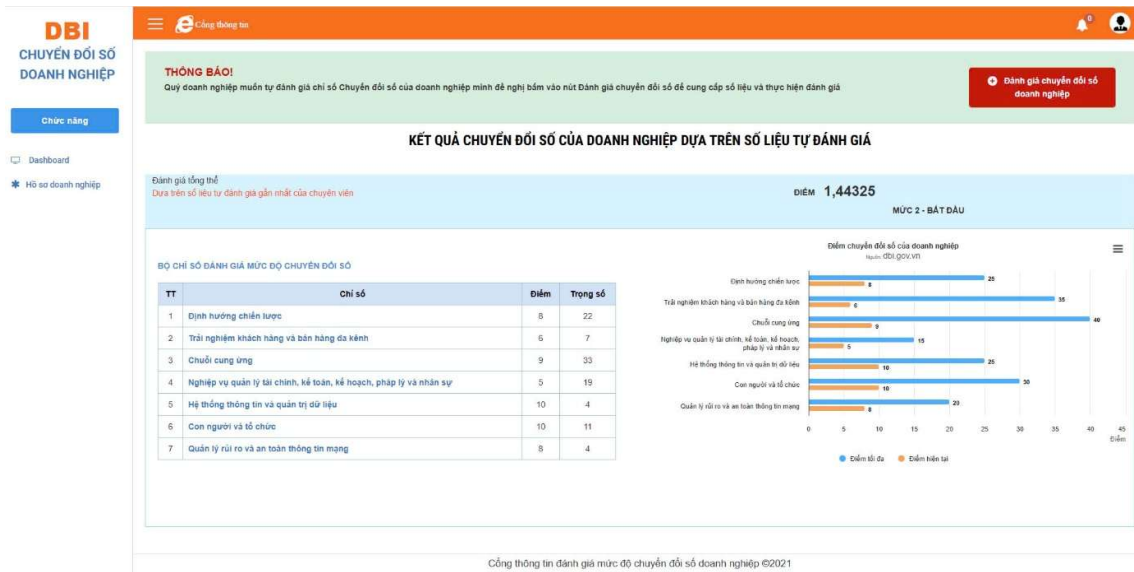 DBI
CHUYỂN ĐỔI SỐ
DOANH NGHIỆP
Chức năng
Dashboard
Hồ sơ doanh nghiệp
Cổng thông tin
0
THÔNG BÁO!
Quý doanh nghiệp muốn tự đánh giá chỉ số Chuyển đổi số của doanh nghiệp mình đề nghị bấm vào nút Đánh giá chuyển đổi số để cung cấp số liệu và thực hiện đánh giá
Đánh giá chuyển đổi số
doanh nghiệp
KẾT QUẢ CHUYỂN ĐỔI SỐ CỦA DOANH NGHIỆP DỰA TRÊN SỐ LIỆU TỰ ĐÁNH GIÁ
Đánh giá tổng thể
Dựa trên số liệu tự đánh giá gần nhất của chuyên viên
ĐIỂM 1,44325
MỨC 2 - BẮT ĐẦU
BỘ CHỈ SỐ ĐÁNH GIÁ MỨC ĐỘ CHUYỂN ĐỔI SỐ
TT Chỉ số Điểm Trọng số
1 Định hướng chiến lược 8 22
2 Trải nghiệm khách hàng và bán hàng đa kênh 6 7
3 Chuỗi cung ứng 9 33
4 Nghiệp vụ quản lý tài chính, kế toán, kế hoạch, pháp lý và nhân sự 5 19
5 Hệ thống thông tin và quản trị dữ liệu 10 4
6 Con người và tổ chức 10 11
7 Quản lý rủi ro và an toàn thông tin mạng 8 4
Điểm chuyển đổi số của doanh nghiệp
Nguồn: dbi.gov.vn
Định hướng chiến lược 25
8
Trải nghiệm khách hàng và bán hàng đa kênh 35
6
Chuỗi cung ứng 40
9
Nghiệp vụ quản lý tài chính, kế toán, kế hoạch, 15
pháp lý và nhân sự 5
Hệ thống thông tin và quản trị dữ liệu 25
10
Con người và tổ chức 30
10
Quản lý rủi ro và an toàn thông tin mạng 20
8
0 5 10 15 20 25 30 35 40 45
Điểm
Điểm tối đa Điểm hiện tại
Cổng thông tin đánh giá mức độ chuyển đổi số doanh nghiệp ©2021